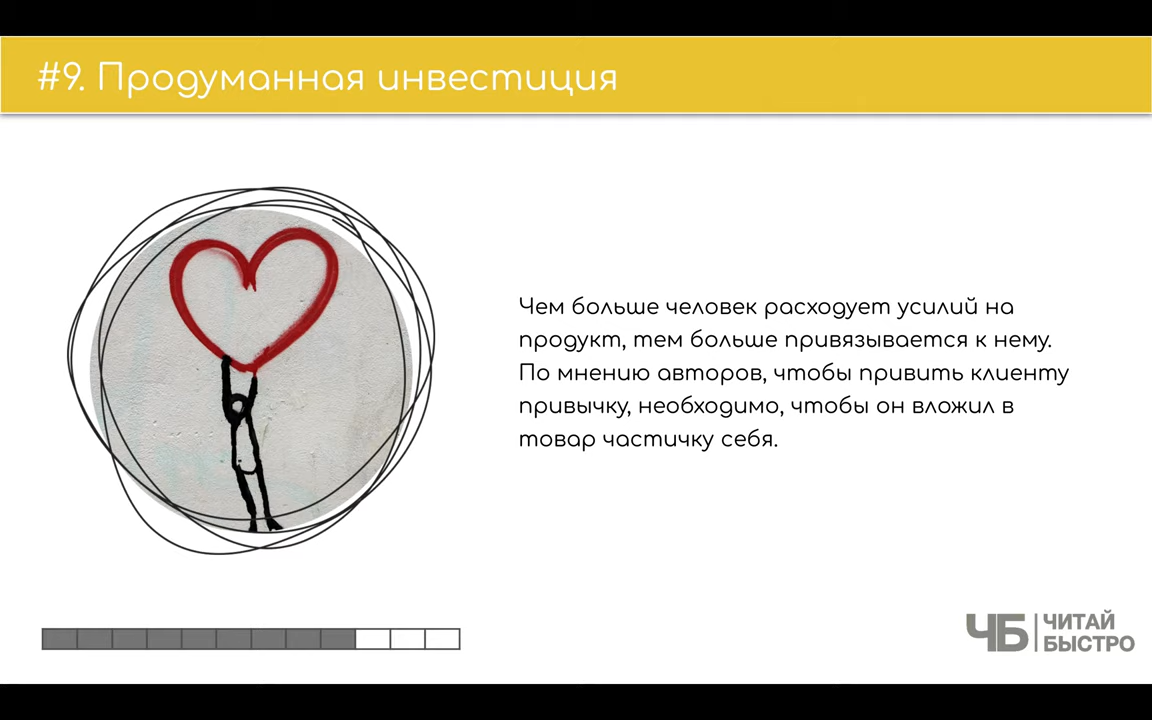 #9. Продуманная инвестиция
Чем больше человек расходует усилий на
продукт, тем больше привязывается к нему.
По мнению авторов, чтобы привить клиенту
привычку, необходимо, чтобы он вложил в
товар частичку себя.
ЧБ
ЧИТАЙ
БЫСТРО